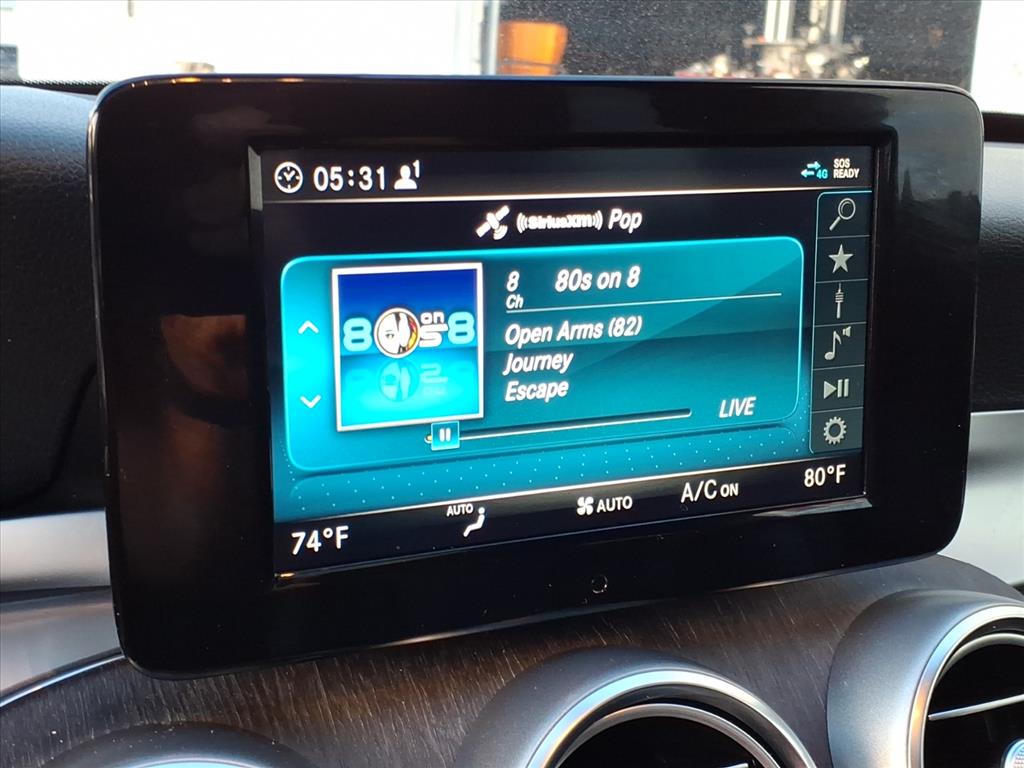 05:31 1
4G SOS
READY
SiriusXM Pop
8 80s on 8
Ch
80s on 8
Open Arms (82)
Journey
Escape
LIVE
74°F AUTO AUTO A/C ON 80°F